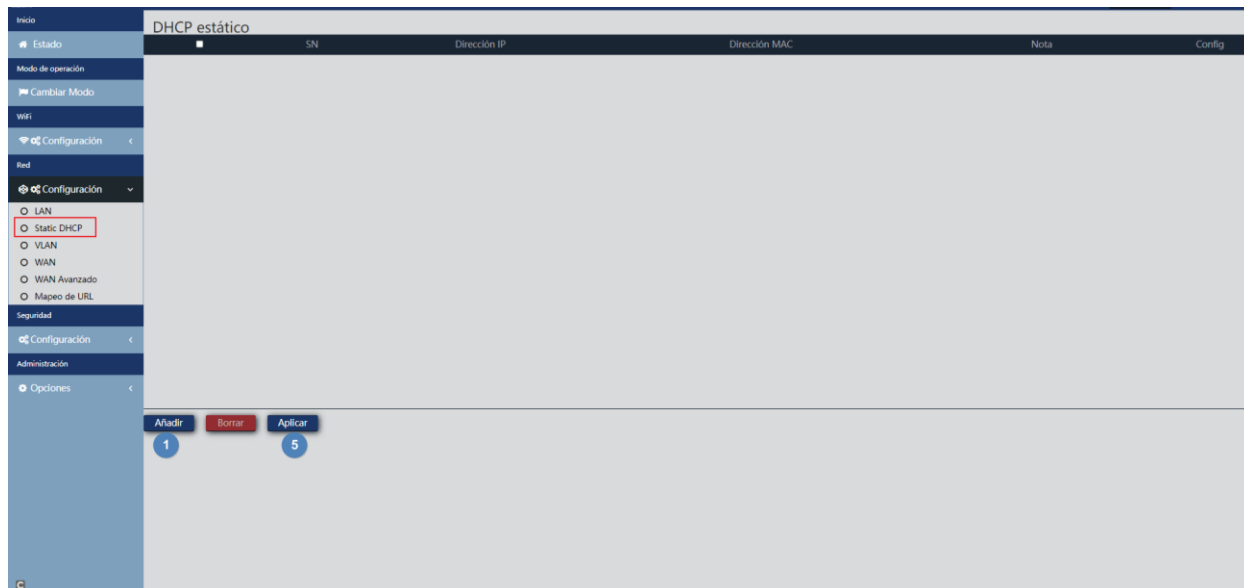 Inicio
DHCP estático
Estado
SN Dirección IP Dirección MAC Nota Config
Modo de operación
Cambiar Modo
WiFi
Configuración
Red
Configuración
LAN
Static DHCP
VLAN
WAN
WAN Avanzado
Mapeo de URL
Seguridad
Configuración
Administración
Opciones
Añadir Borrar Aplicar
1 5